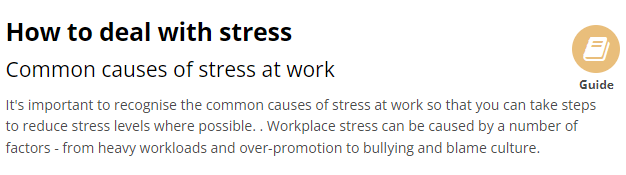 How to deal with stress
Common causes of stress at work
Guide
It's important to recognise the common causes of stress at work so that you can take steps
to reduce stress levels where possible. . Workplace stress can be caused by a number of
factors - from heavy workloads and over-promotion to bullying and blame culture.